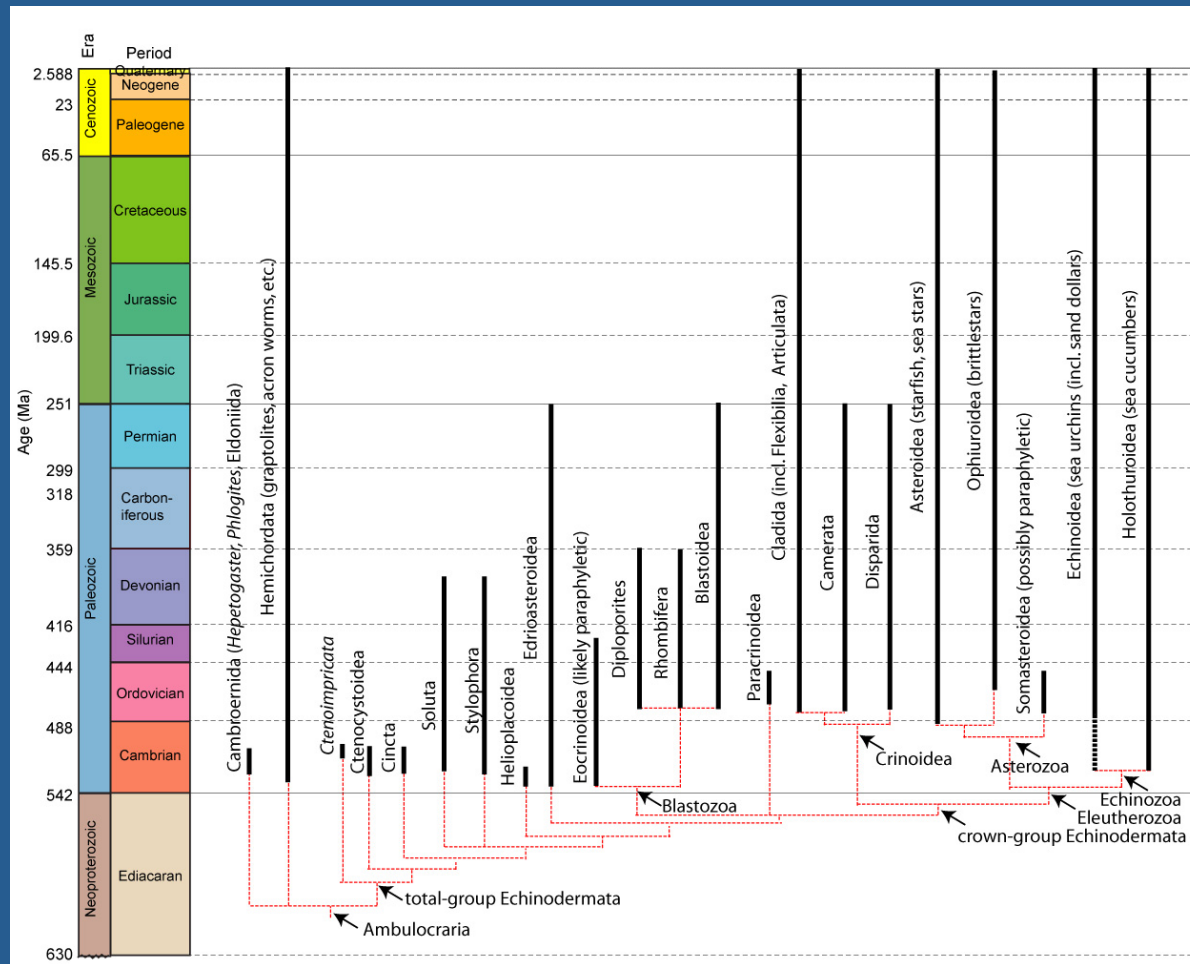 Era
Period
Age (Ma)
2.588
23
65.5
145.5
199.6
251
299
318
359
416
444
488
542
630
Cenozoic
Mesozoic
Paleozoic
Neoproterozoic
Quaternary
Neogene
Paleogene
Cretaceous
Jurassic
Triassic
Permian
Carbon-
iferous
Devonian
Silurian
Ordovician
Cambrian
Ediacaran
Cambroernida (Hepetogaster, Phlogites, Eldoniida)
Hemichordata (graptolites, acron worms, etc.)
Ctenoimpricata
Ctenocystoidea
Cincta
Soluta
Stylophora
Helioplacoidea
Edrioasteroidea
Eocrinoidea (likely paraphyletic)
Diploporites
Rhombifera
Blastoidea
Paracrinoidea
Cladida (incl. Flexibilia, Articulata)
Camerata
Disparida
Asteroidea (starfish, sea stars)
Ophiuroidea (brittlestars)
Somasteroidea (possibly paraphyletic)
Echinoidea (sea urchins (incl. sand dollars)
Holothuroidea (sea cucumbers)
Crinoidea
Asterozoa
Echinozoa
Blastozoa
Eleutherozoa
crown-group Echinodermata
total-group Echinodermata
Ambulocraria